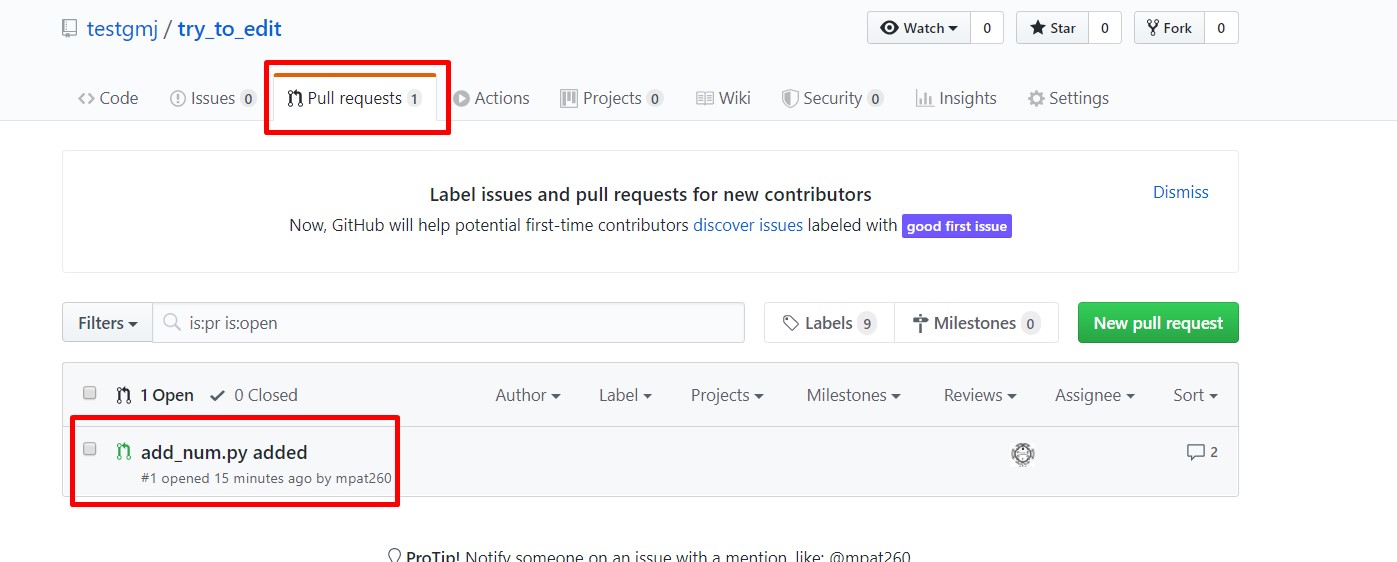 testgmj / try_to_edit
Watch 0 Star 0 Fork 0
Code Issues 0 Pull requests 1 Actions Projects 0 Wiki Security 0 Insights Settings
Label issues and pull requests for new contributors
Dismiss
Now, GitHub will help potential first-time contributors discover issues labeled with good first issue
Filters is:pr is:open Labels 9 Milestones 0 New pull request
1 Open 0 Closed Author Label Projects Milestones Reviews Assignee Sort
add_num.py added 2
#1 opened 15 minutes ago by mpat260
ProTip! Notify someone on an issue with a mention, like: @mpat260.